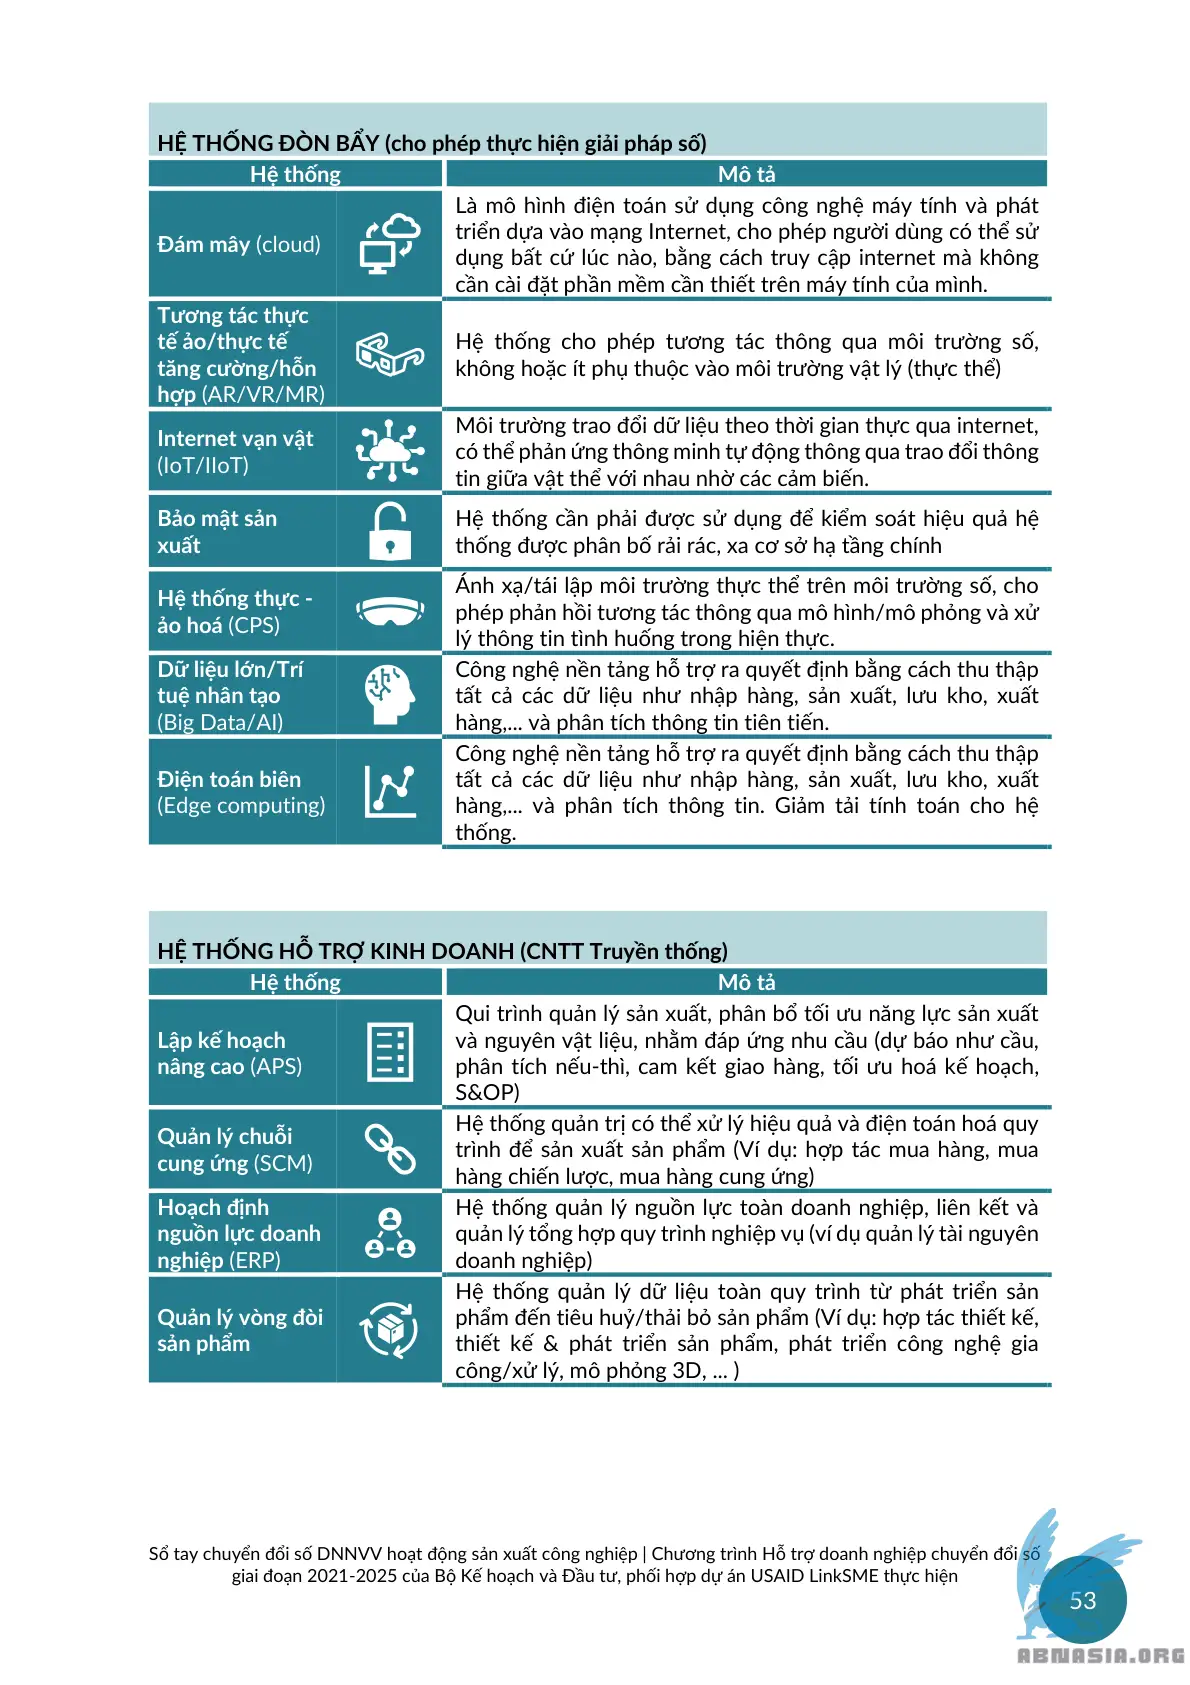 HỆ THỐNG ĐÒN BẨY (cho phép thực hiện giải pháp số)
Hệ thống
Mô tả
Đám mây (cloud)
Là mô hình điện toán sử dụng công nghệ máy tính và phát
triển dựa vào mạng Internet, cho phép người dùng có thể sử
dụng bất cứ lúc nào, bằng cách truy cập internet mà không
cần cài đặt phần mềm cần thiết trên máy tính của mình.
Tương tác thực
tế ảo/thực tế
tăng cường/hỗn
hợp (AR/VR/MR)
Hệ thống cho phép tương tác thông qua môi trường số,
không hoặc ít phụ thuộc vào môi trường vật lý (thực thể)
Internet vạn vật
(IoT/IIoT)
Môi trường trao đổi dữ liệu theo thời gian thực qua internet,
có thể phản ứng thông minh tự động thông qua trao đổi thông
tin giữa vật thể với nhau nhờ các cảm biến.
Bảo mật sản
xuất
Hệ thống cần phải được sử dụng để kiểm soát hiệu quả hệ
thống được phân bố rải rác, xa cơ sở hạ tầng chính
Hệ thống thực -
ảo hoá (CPS)
Ánh xạ/tái lập môi trường thực thể trên môi trường số, cho
phép phản hồi tương tác thông qua mô hình/mô phỏng và xử
lý thông tin tình huống trong hiện thực.
Dữ liệu lớn/Trí
tuệ nhân tạo
(Big Data/AI)
Công nghệ nền tảng hỗ trợ ra quyết định bằng cách thu thập
tất cả các dữ liệu như nhập hàng, sản xuất, lưu kho, xuất
hàng,... và phân tích thông tin tiên tiến.
Điện toán biên
(Edge computing)
Công nghệ nền tảng hỗ trợ ra quyết định bằng cách thu thập
tất cả các dữ liệu như nhập hàng, sản xuất, lưu kho, xuất
hàng,... và phân tích thông tin. Giảm tải tính toán cho hệ
thống.
HỆ THỐNG HỖ TRỢ KINH DOANH (CNTT Truyền thống)
Hệ thống
Mô tả
Lập kế hoạch
nâng cao (APS)
Qui trình quản lý sản xuất, phân bổ tối ưu năng lực sản xuất
và nguyên vật liệu, nhằm đáp ứng nhu cầu (dự báo như cầu,
phân tích nếu-thì, cam kết giao hàng, tối ưu hoá kế hoạch,
S&OP)
Quản lý chuỗi
cung ứng (SCM)
Hệ thống quản trị có thể xử lý hiệu quả và điện toán hoá quy
trình để sản xuất sản phẩm (Ví dụ: hợp tác mua hàng, mua
hàng chiến lược, mua hàng cung ứng)
Hoạch định
nguồn lực doanh
nghiệp (ERP)
Hệ thống quản lý nguồn lực toàn doanh nghiệp, liên kết và
quản lý tổng hợp quy trình nghiệp vụ (ví dụ quản lý tài nguyên
doanh nghiệp)
Quản lý vòng đòi
sản phẩm
Hệ thống quản lý dữ liệu toàn quy trình từ phát triển sản
phẩm đến tiêu huỷ/thải bỏ sản phẩm (Ví dụ: hợp tác thiết kế,
thiết kế & phát triển sản phẩm, phát triển công nghệ gia
công/xử lý, mô phỏng 3D, ... )
Sổ tay chuyển đổi số DNNVV hoạt động sản xuất công nghiệp | Chương trình Hỗ trợ doanh nghiệp chuyển đổi số
giai đoạn 2021-2025 của Bộ Kế hoạch và Đầu tư, phối hợp dự án USAID LinkSME thực hiện
53
ABNASIA.ORG